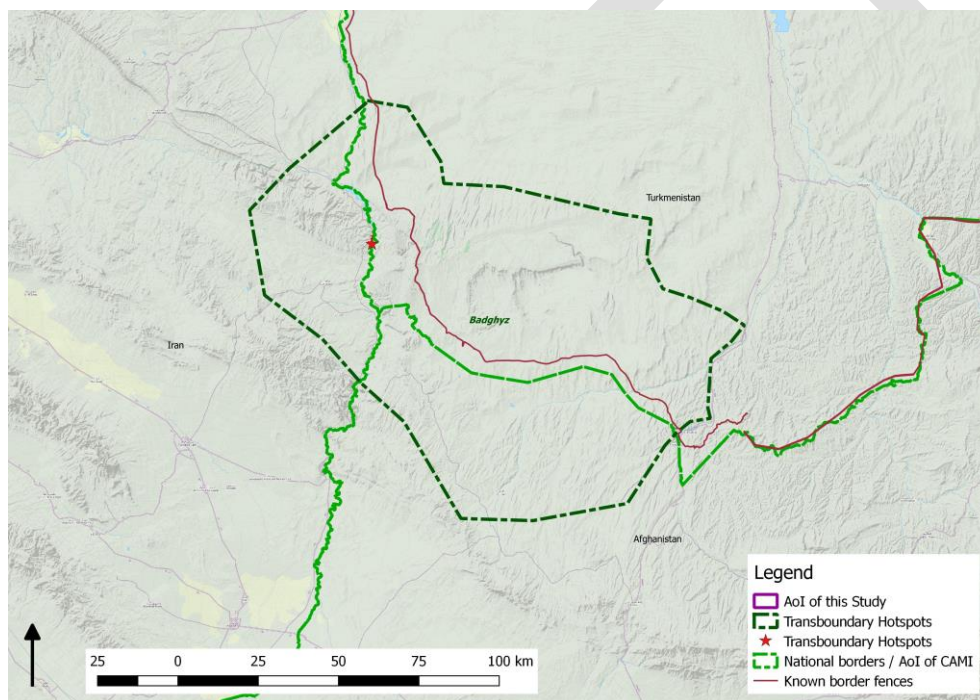 Turkmenistan
Badghyz
Iran
Afghanistan
Legend
AoI of this Study
Transboundary Hotspots
Transboundary Hotspots
National borders / AoI of CAMI
Known border fences
25 0 25 50 75 100 km